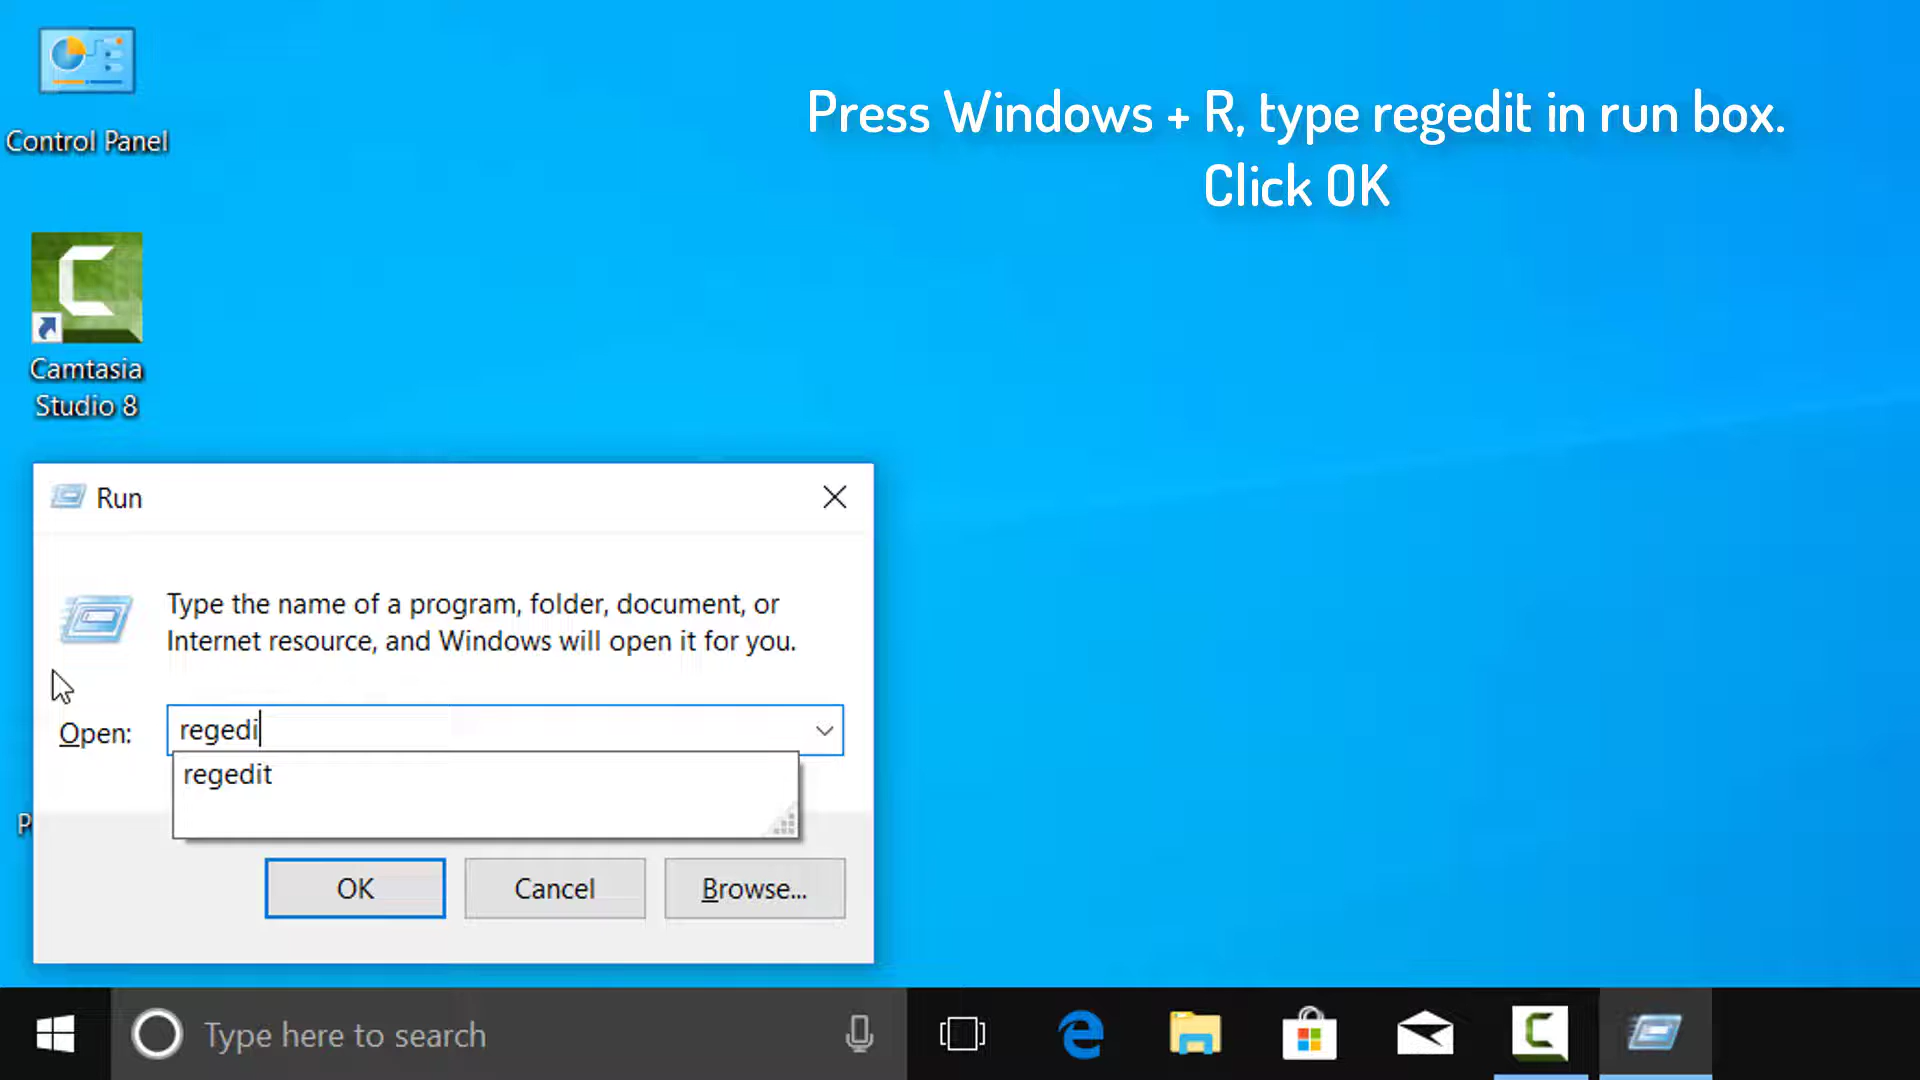 Control Panel
Press Windows + R, type regedit in run box.
Click OK
Camtasia
Studio 8
Run
Type the name of a program, folder, document, or
Internet resource, and Windows will open it for you.
Open:
regedi
regedit
P
OK
Cancel
Browse...
Type here to search